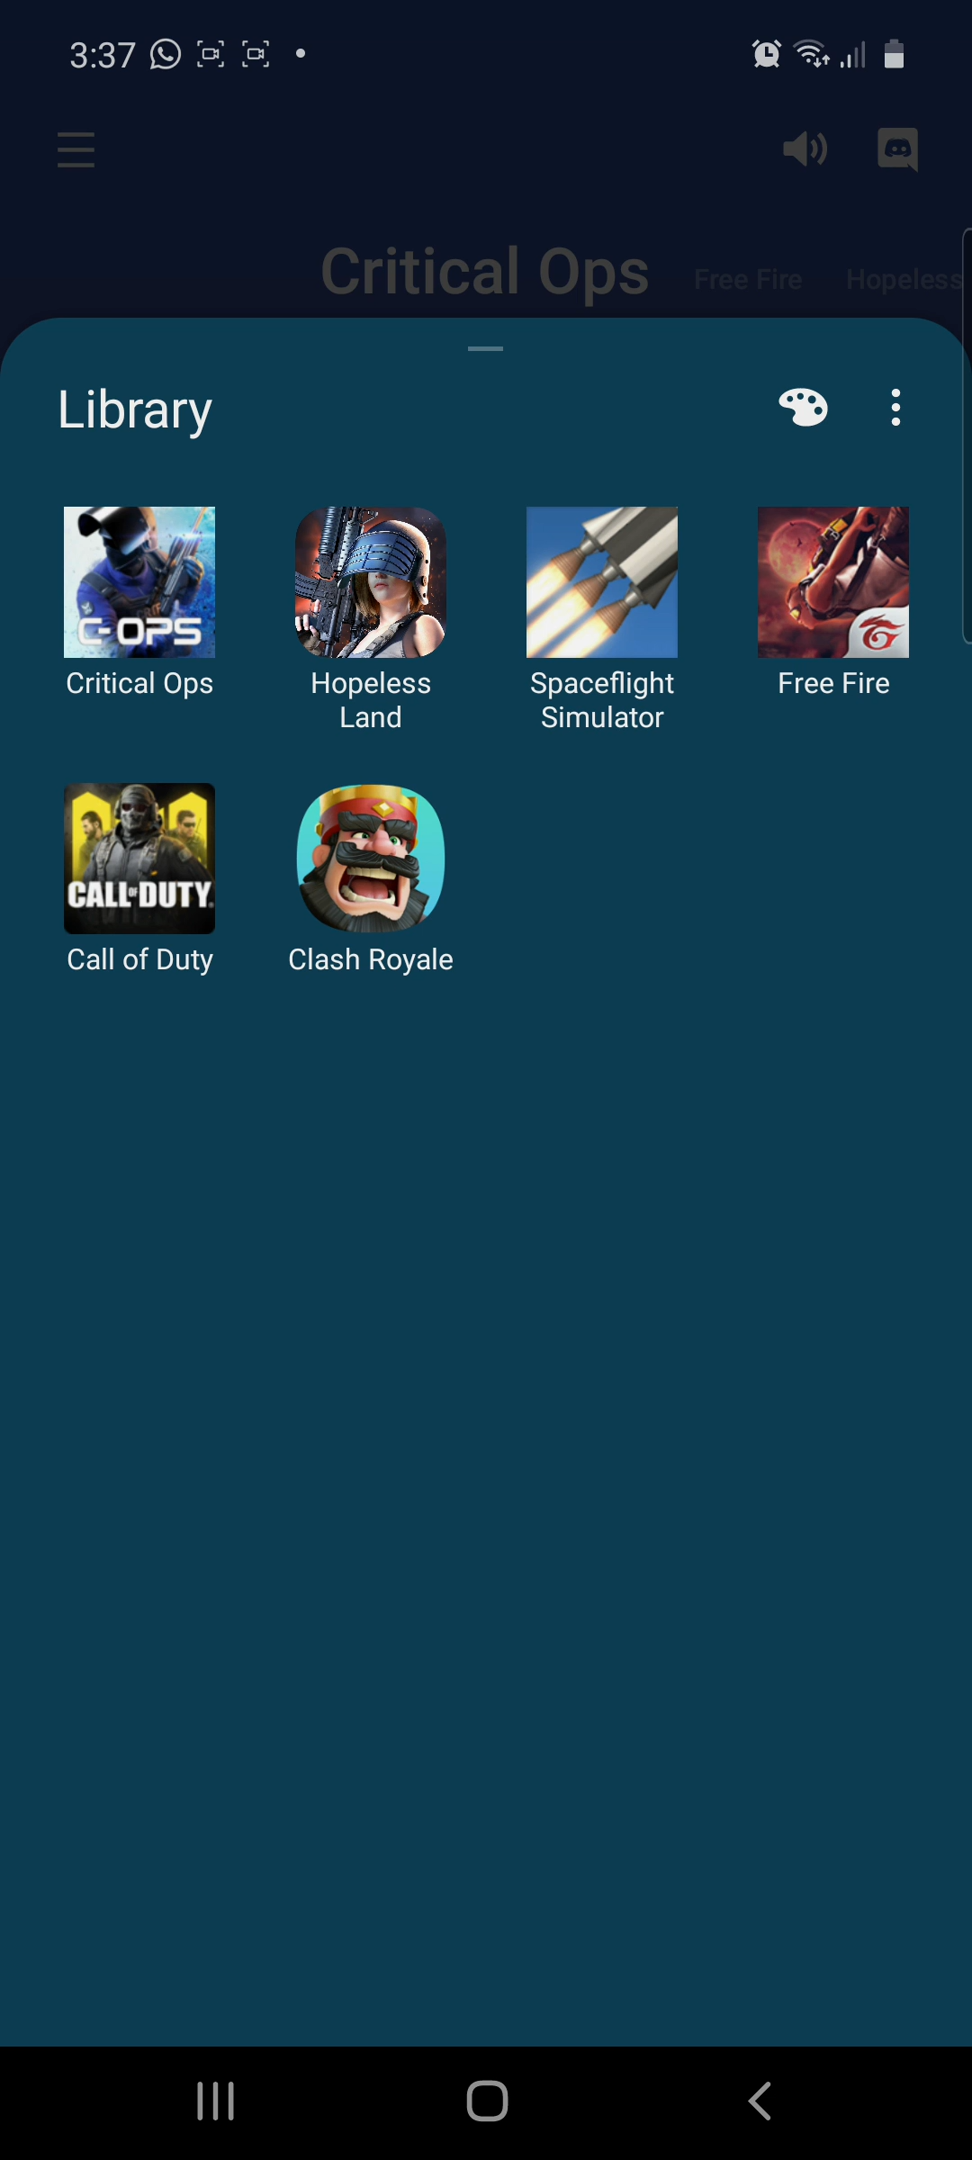 3:37
Critical Ops Free Fire Hopeless
Library
C-OPS
Critical Ops
Hopeless
Land
Spaceflight
Simulator
Free Fire
CALL OF DUTY
Call of Duty
Clash Royale